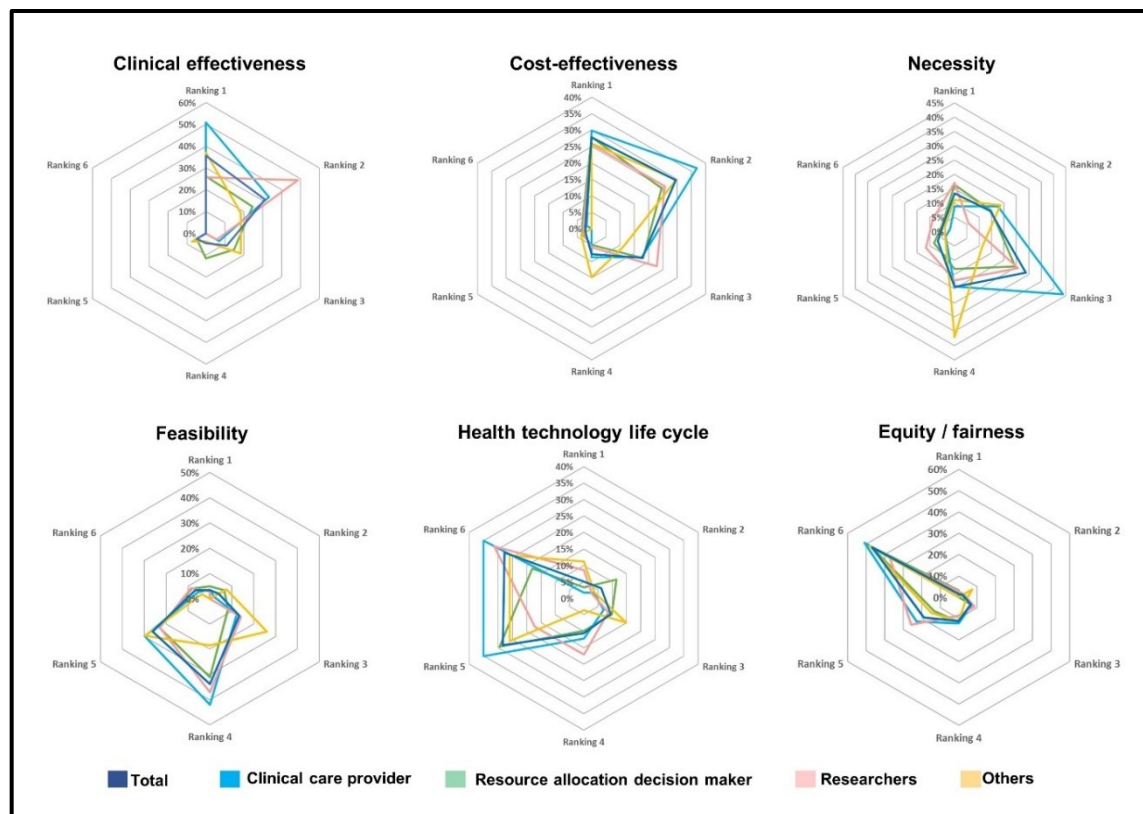 Clinical effectiveness
Ranking 1
60%
50%
40%
30%
20%
10%
0%
Ranking 2
Ranking 3
Ranking 4
Ranking 5
Ranking 6
Cost-effectiveness
Ranking 1
40%
35%
30%
25%
20%
15%
10%
5%
0%
Ranking 2
Ranking 3
Ranking 4
Ranking 5
Ranking 6
Necessity
Ranking 1
45%
40%
35%
30%
25%
20%
15%
10%
5%
0%
Ranking 2
Ranking 3
Ranking 4
Ranking 5
Ranking 6
Feasibility
Ranking 1
50%
40%
30%
20%
10%
0%
Ranking 2
Ranking 3
Ranking 4
Ranking 5
Ranking 6
Health technology life cycle
Ranking 1
40%
35%
30%
25%
20%
15%
10%
5%
0%
Ranking 2
Ranking 3
Ranking 4
Ranking 5
Ranking 6
Equity / fairness
Ranking 1
60%
50%
40%
30%
20%
10%
0%
Ranking 2
Ranking 3
Ranking 4
Ranking 5
Ranking 6
Total
Clinical care provider
Resource allocation decision maker
Researchers
Others